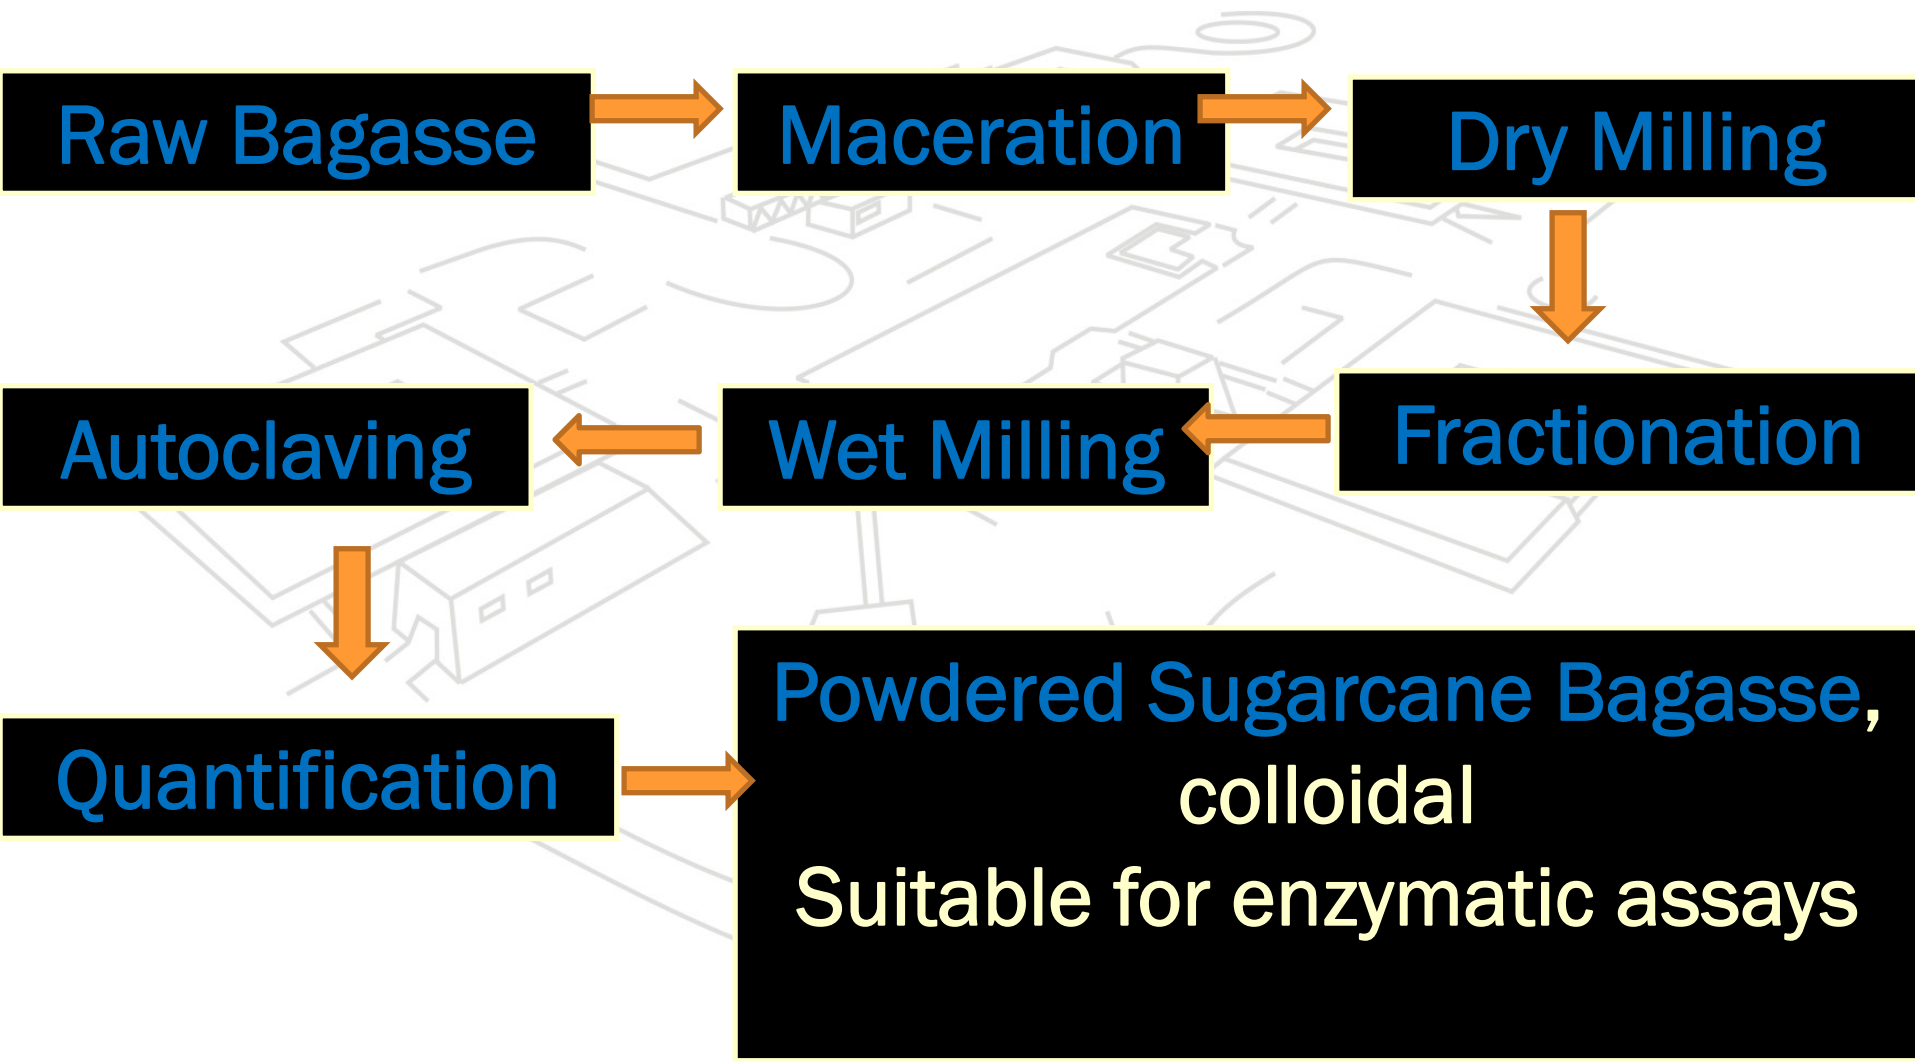 Raw Bagasse
Maceration
Dry Milling
Fractionation
Wet Milling
Autoclaving
Quantification
Powdered Sugarcane Bagasse,
colloidal
Suitable for enzymatic assays